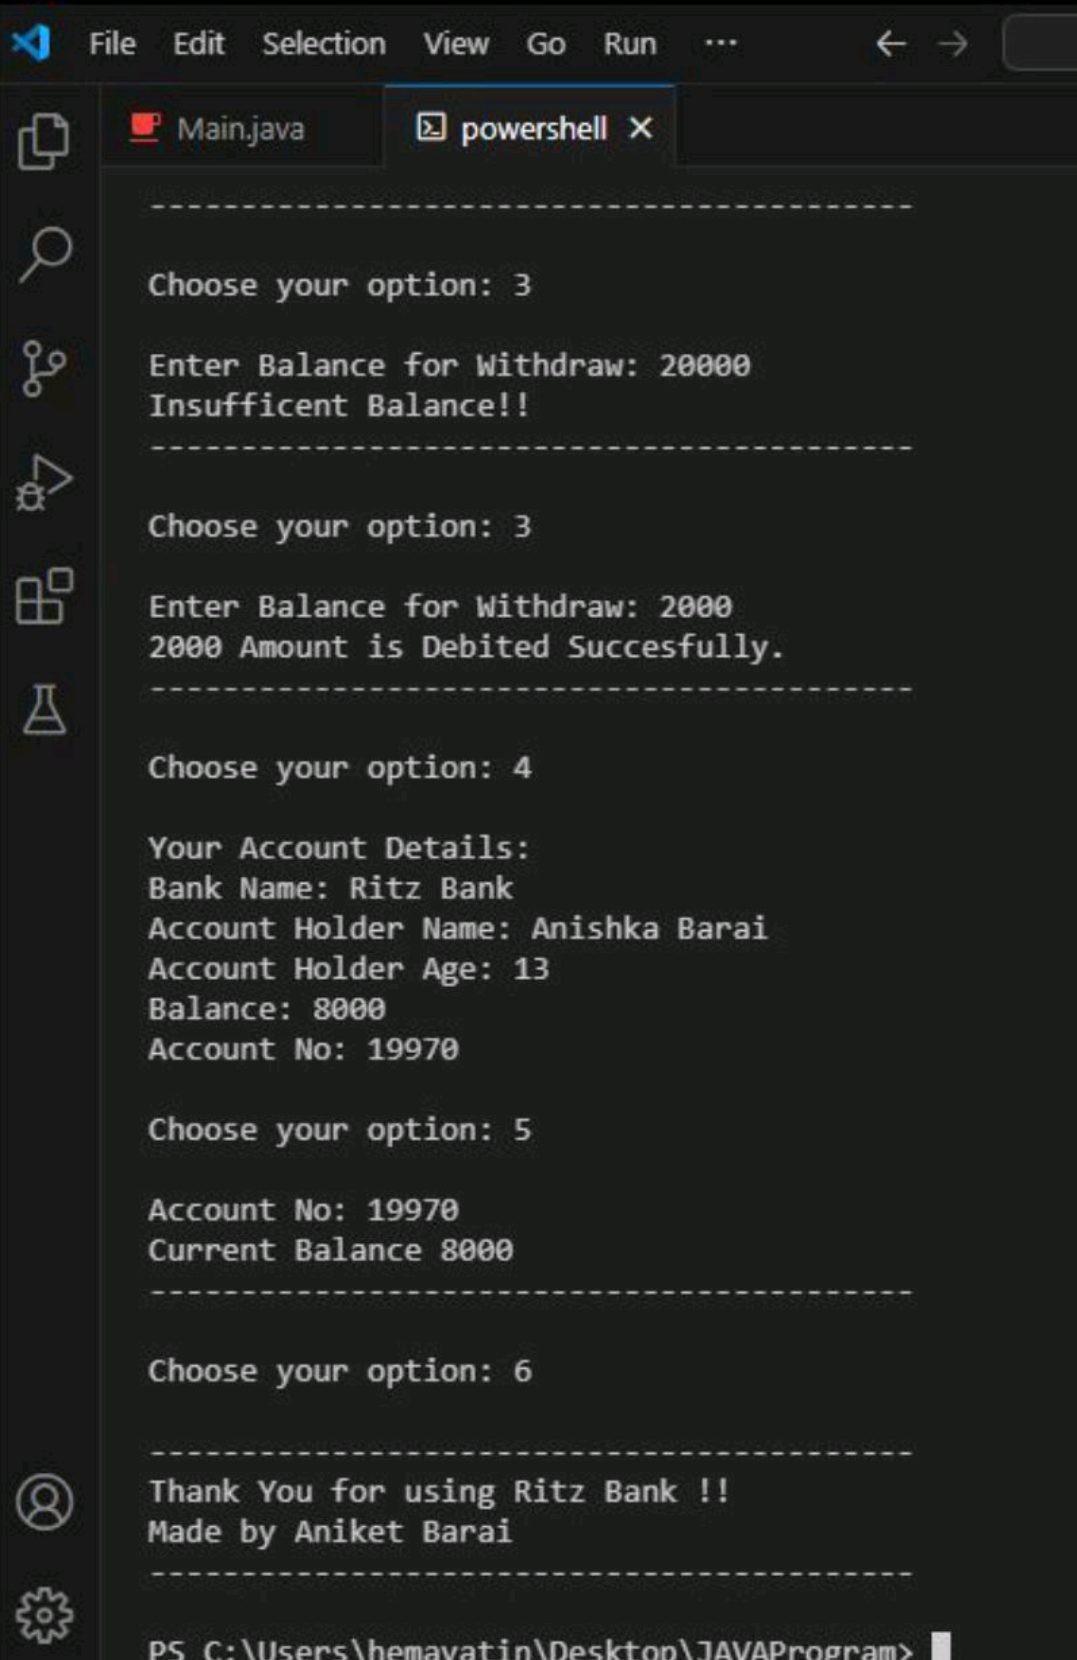 File Edit Selection View Go Run ...
Main.java powershell
------------------------------------------
Choose your option: 3
Enter Balance for Withdraw: 20000
Insufficent Balance!!
------------------------------------------
Choose your option: 3
Enter Balance for Withdraw: 2000
2000 Amount is Debited Succesfully.
------------------------------------------
Choose your option: 4
Your Account Details:
Bank Name: Ritz Bank
Account Holder Name: Anishka Barai
Account Holder Age: 13
Balance: 8000
Account No: 19970
Choose your option: 5
Account No: 19970
Current Balance 8000
------------------------------------------
Choose your option: 6
------------------------------------------
Thank You for using Ritz Bank !!
Made by Aniket Barai
------------------------------------------
PS C:\Users\hemavatin\Desktop\JAVAProgram>